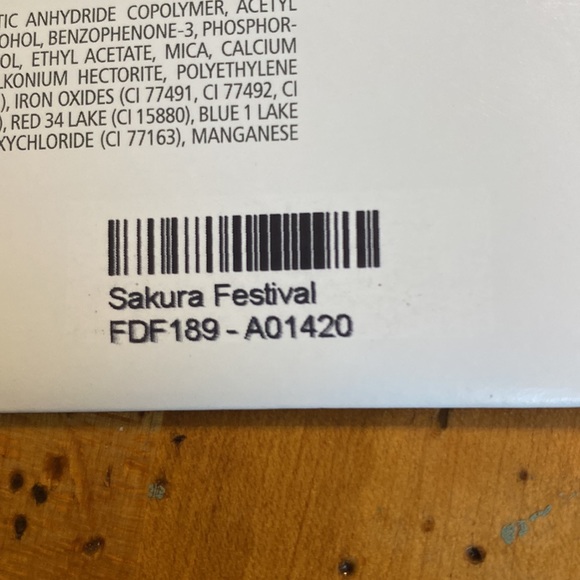 TIC ANHYDRIDE COPOLYMER, ACETYL
OHOL, BENZOPHENONE-3, PHOSPHOR-
OL, ETHYL ACETATE, MICA, CALCIUM
LKONIUM HECTORITE, POLYETHYLENE
), IRON OXIDES (CI 77491, CI 77492, CI
), RED 34 LAKE (CI 15880), BLUE 1 LAKE
XYCHLORIDE (CI 77163), MANGANESE
Sakura Festival
FDF189 - A01420